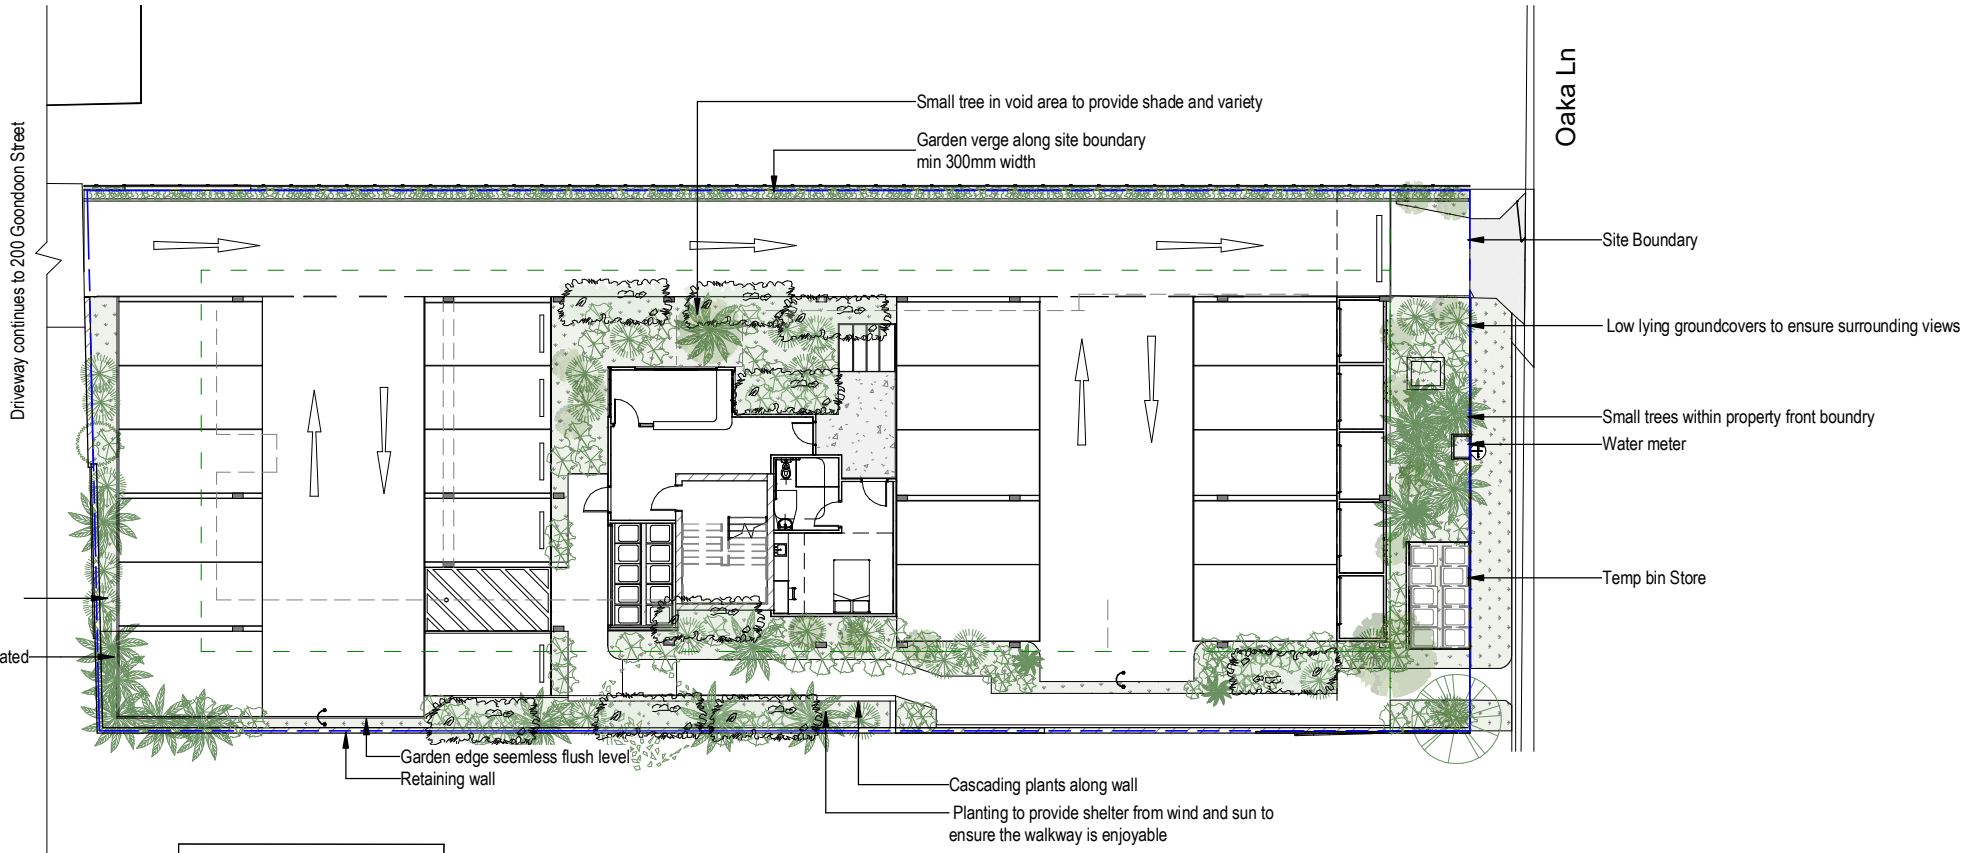 Oaka Ln
Driveway continues to 200 Goondoon Street
Small tree in void area to provide shade and variety
Garden verge along site boundary
min 300mm width
Site Boundary
Low lying groundcovers to ensure surrounding views
Small trees within property front boundry
Water meter
Temp bin Store
ated
Garden edge seemless flush level
Retaining wall
Cascading plants along wall
Planting to provide shelter from wind and sun to
ensure the walkway is enjoyable